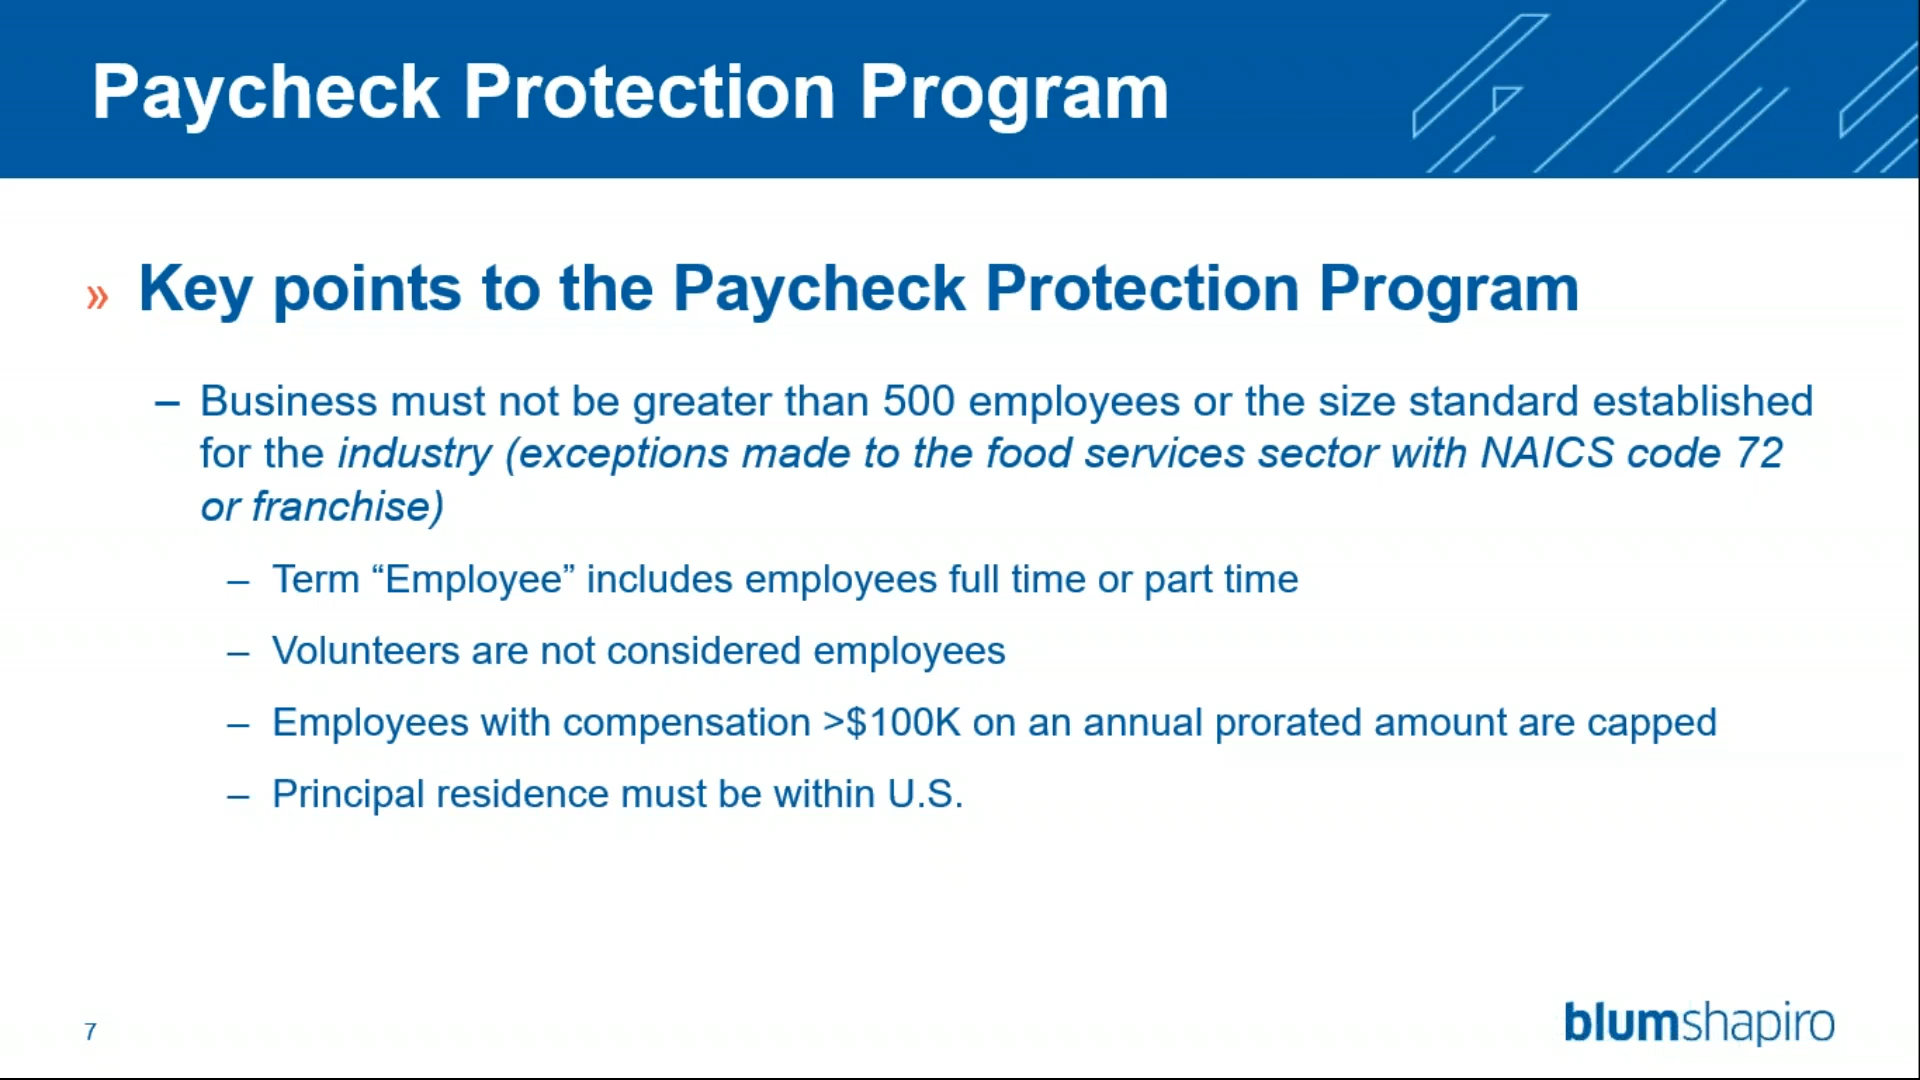 Paycheck Protection Program
» Key points to the Paycheck Protection Program
– Business must not be greater than 500 employees or the size standard established
for the industry (exceptions made to the food services sector with NAICS code 72
or franchise)
– Term “Employee” includes employees full time or part time
– Volunteers are not considered employees
– Employees with compensation >$100K on an annual prorated amount are capped
– Principal residence must be within U.S.
7
blumshapiro